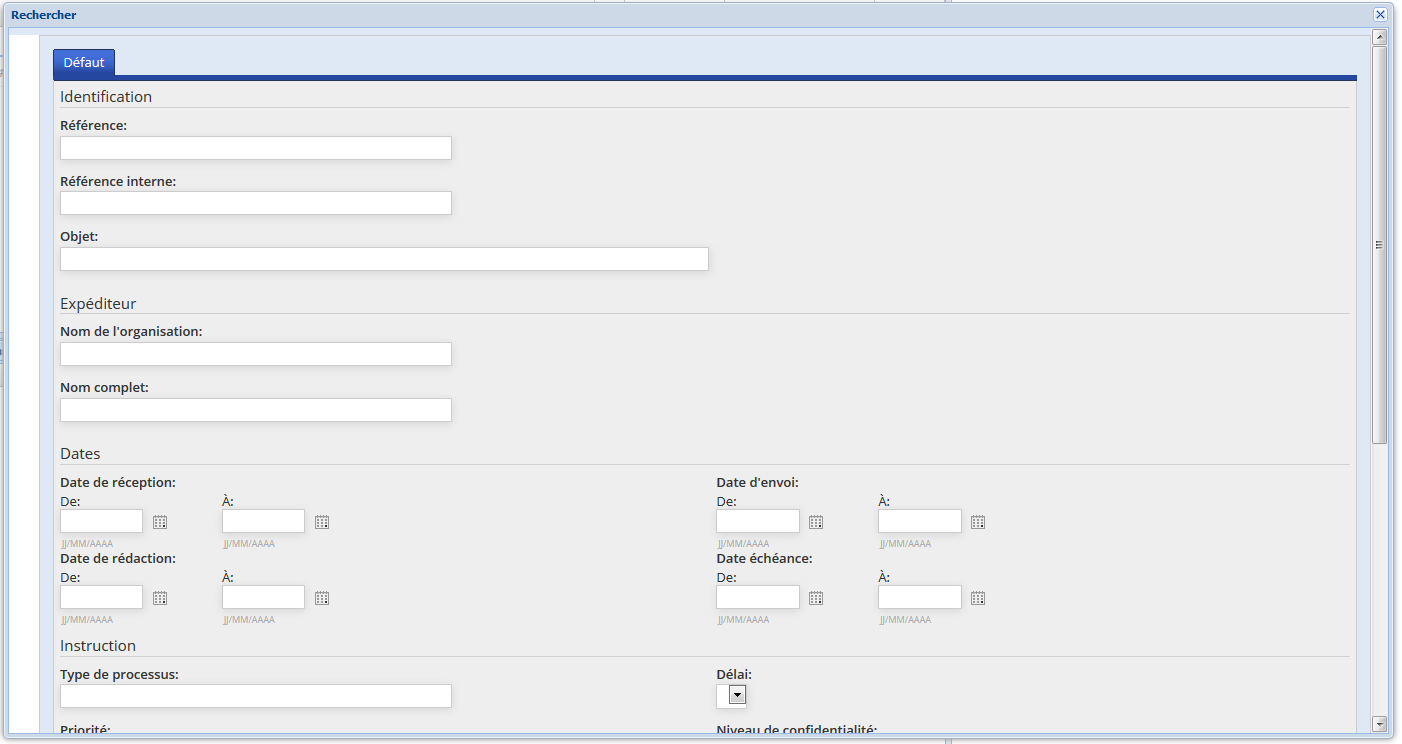 Rechercher
Défaut
Identification
Référence:
Référence interne:
Objet:
Expéditeur
Nom de l'organisation:
Nom complet:
Dates
Date de réception: Date d'envoi:
De: À: De: À:
JJ/MM/AAAA JJ/MM/AAAA JJ/MM/AAAA JJ/MM/AAAA
Date de rédaction: Date échéance:
De: À: De: À:
JJ/MM/AAAA JJ/MM/AAAA JJ/MM/AAAA JJ/MM/AAAA
Instruction
Type de processus: Délai:
Priorité: Niveau de confidentialité: